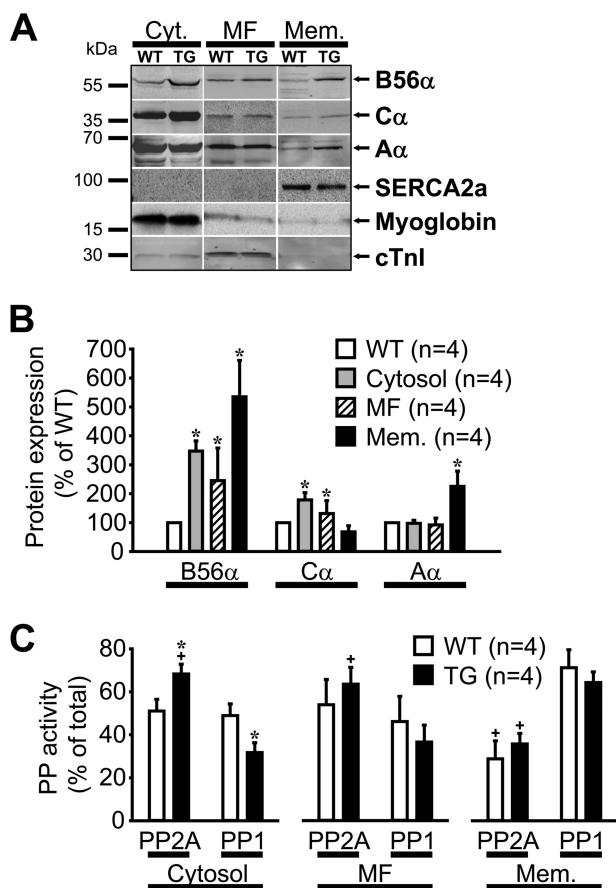 A
Cyt. MF Mem.
kDa WT TG WT TG WT TG
55 B56α
35 Cα
70 Aα
100 SERCA2a
15 Myoglobin
30 cTnI
B
Protein expression
(% of WT)
700
600
500
400
300
200
100
0
* * * * * *
WT (n=4)
Cytosol (n=4)
MF (n=4)
Mem. (n=4)
B56α Cα Aα
C
PP activity
(% of total)
80
60
40
20
0
* + * + + +
WT (n=4)
TG (n=4)
PP2A PP1 PP2A PP1 PP2A PP1
Cytosol MF Mem.